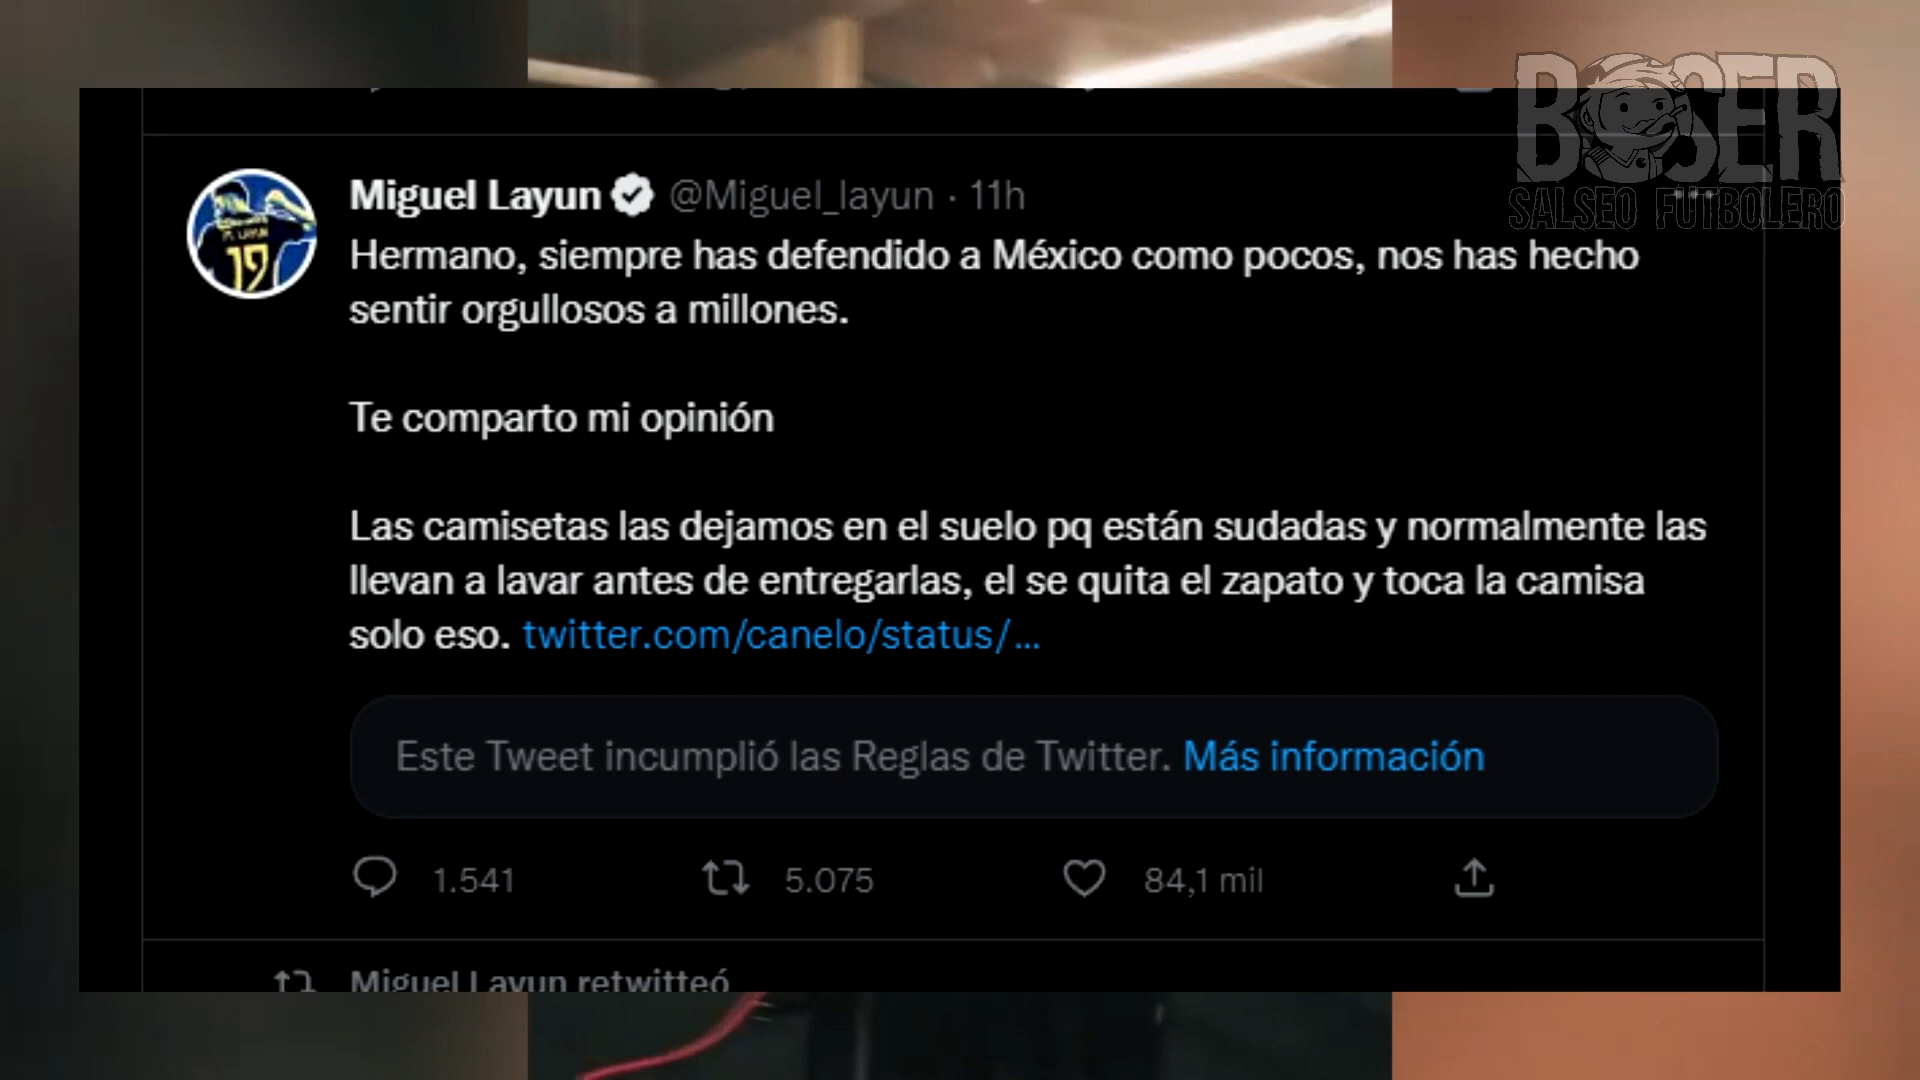 BOSER
SALSEO FUTBOLERO
Miguel Layun @Miguel_layun · 11h
Hermano, siempre has defendido a México como pocos, nos has hecho
sentir orgullosos a millones.
Te comparto mi opinión
Las camisetas las dejamos en el suelo pq están sudadas y normalmente las
llevan a lavar antes de entregarlas, el se quita el zapato y toca la camisa
solo eso. twitter.com/canelo/status/...
Este Tweet incumplió las Reglas de Twitter. Más información
1.541 5.075 84,1 mil
Miguel Layun retwitteó